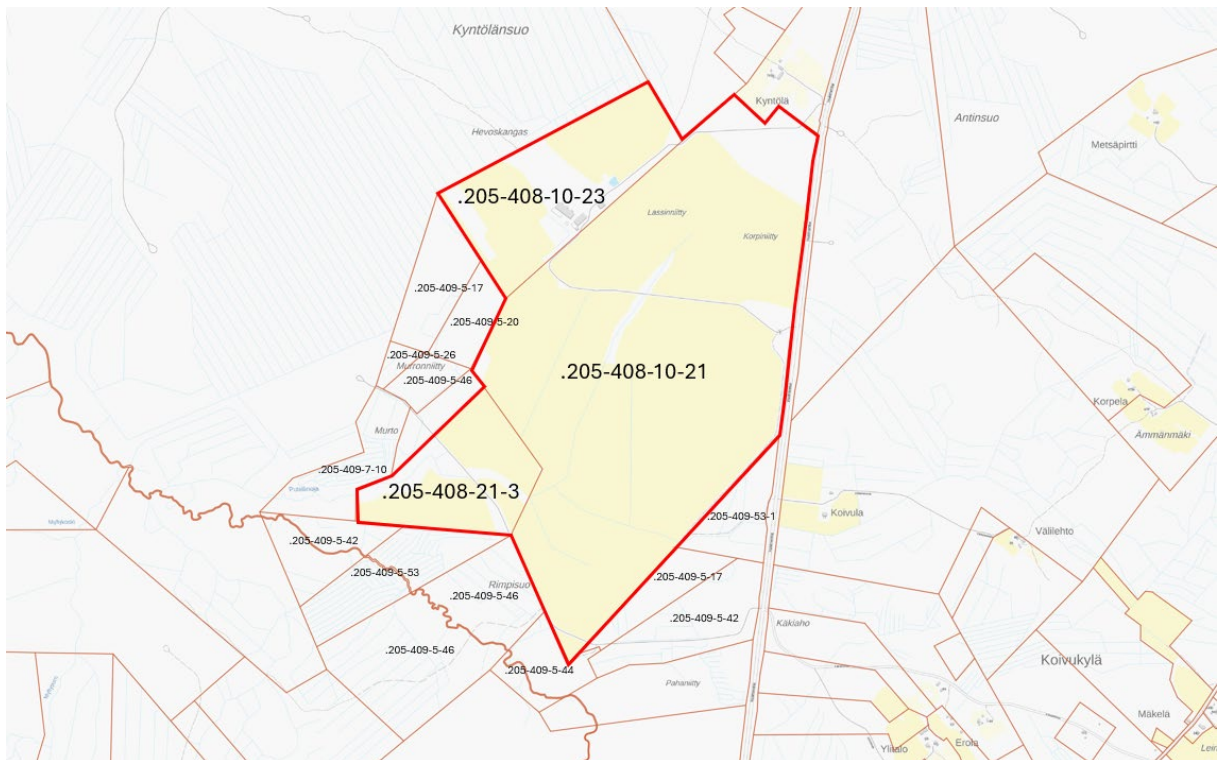 Kyntölänsuo
Kyntölä
Antinsuo
Hevoskangas
Metsäpirtti
.205-408-10-23
Lassinniitty
Korpiniitty
.205-409-5-17
.205-409-5-20
.205-409-5-26
Murronniitty
.205-409-5-46
.205-408-10-21
Korpela
Murto
Ämmänmäki
.205-409-7-10
.205-408-21-3
.205-409-53-1
Koivula
Myllykoski
.205-409-5-42
Välilehto
.205-409-5-53
.205-409-5-17
Rimpisuo
.205-409-5-46
.205-409-5-42
Käkiaho
.205-409-5-46
Koivukylä
.205-409-5-44
Pahaniitty
Mäkelä
Ylitalo
Erola